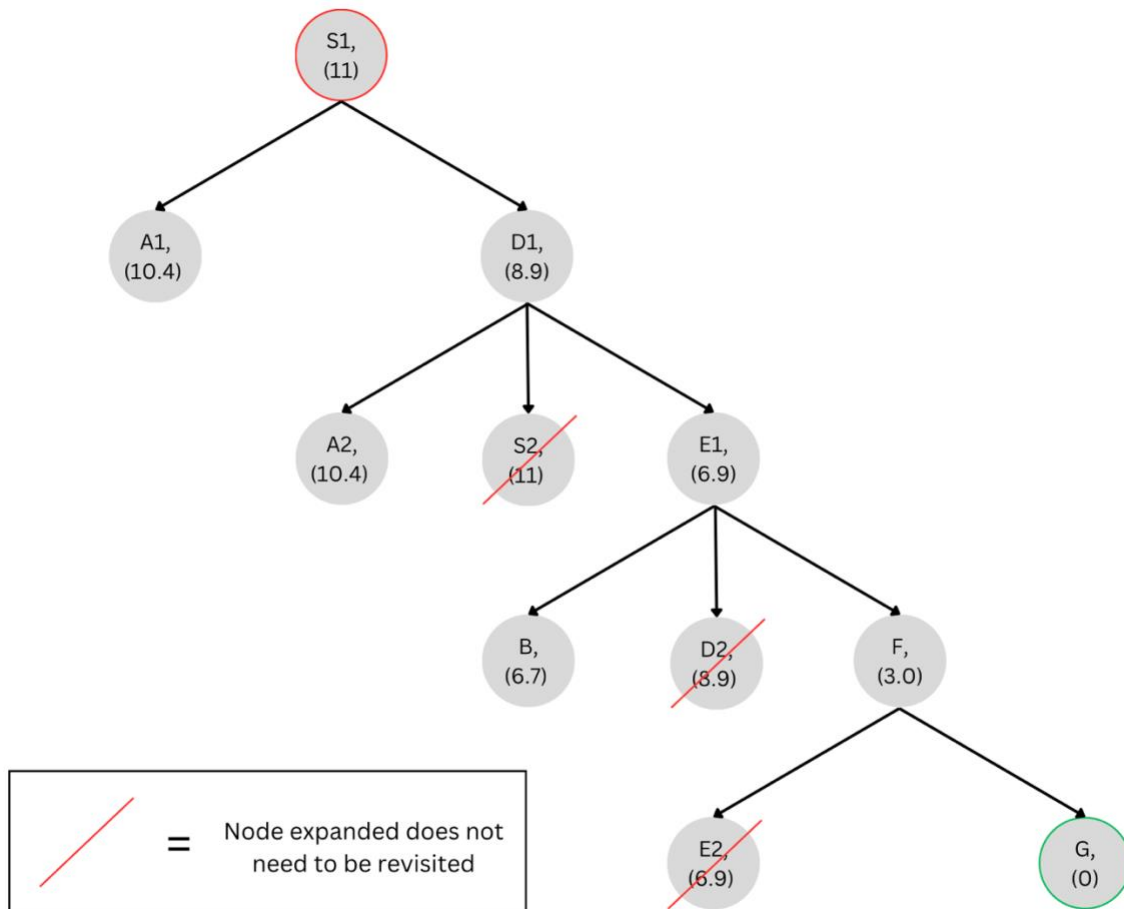 S1,
(11)
A1,
(10.4)
D1,
(8.9)
A2,
(10.4)
S2,
(11)
E1,
(6.9)
B,
(6.7)
D2,
(8.9)
F,
(3.0)
E2,
(6.9)
G,
(0)
= Node expanded does not
need to be revisited